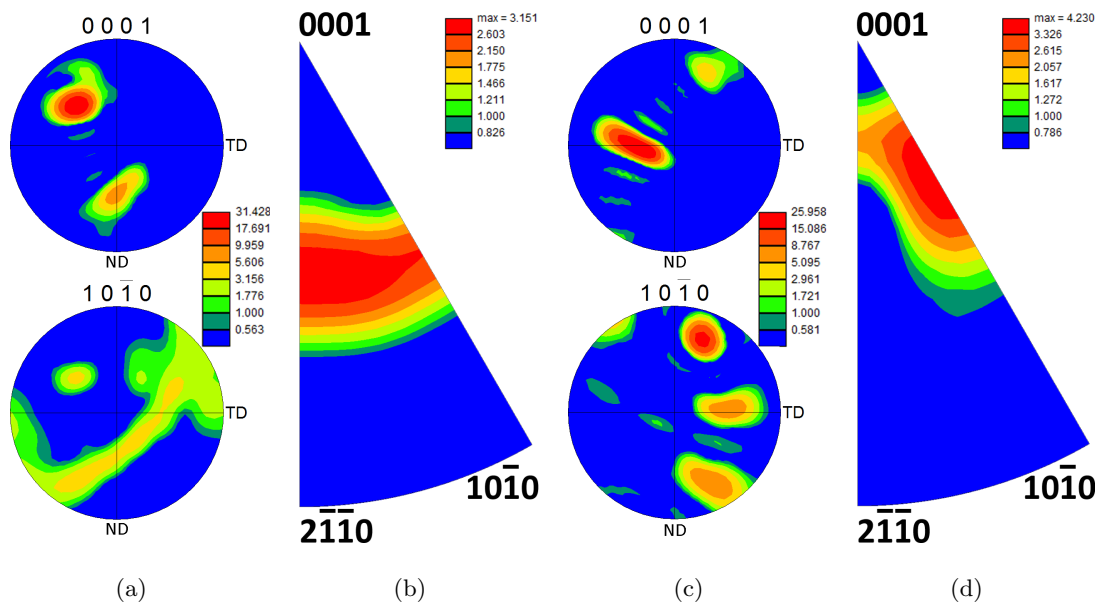 0 0 0 1
TD
ND
31.428
17.691
9.959
5.606
3.156
1.776
1.000
0.563
1 0 1̅ 0
TD
ND
(a)
0001
max = 3.151
2.603
2.150
1.775
1.466
1.211
1.000
0.826
101̅0
21̅1̅0
(b)
0 0 0 1
TD
ND
25.958
15.086
8.767
5.095
2.961
1.721
1.000
0.581
1 0 1̅ 0
TD
ND
(c)
0001
max = 4.230
3.326
2.615
2.057
1.617
1.272
1.000
0.786
101̅0
21̅1̅0
(d)